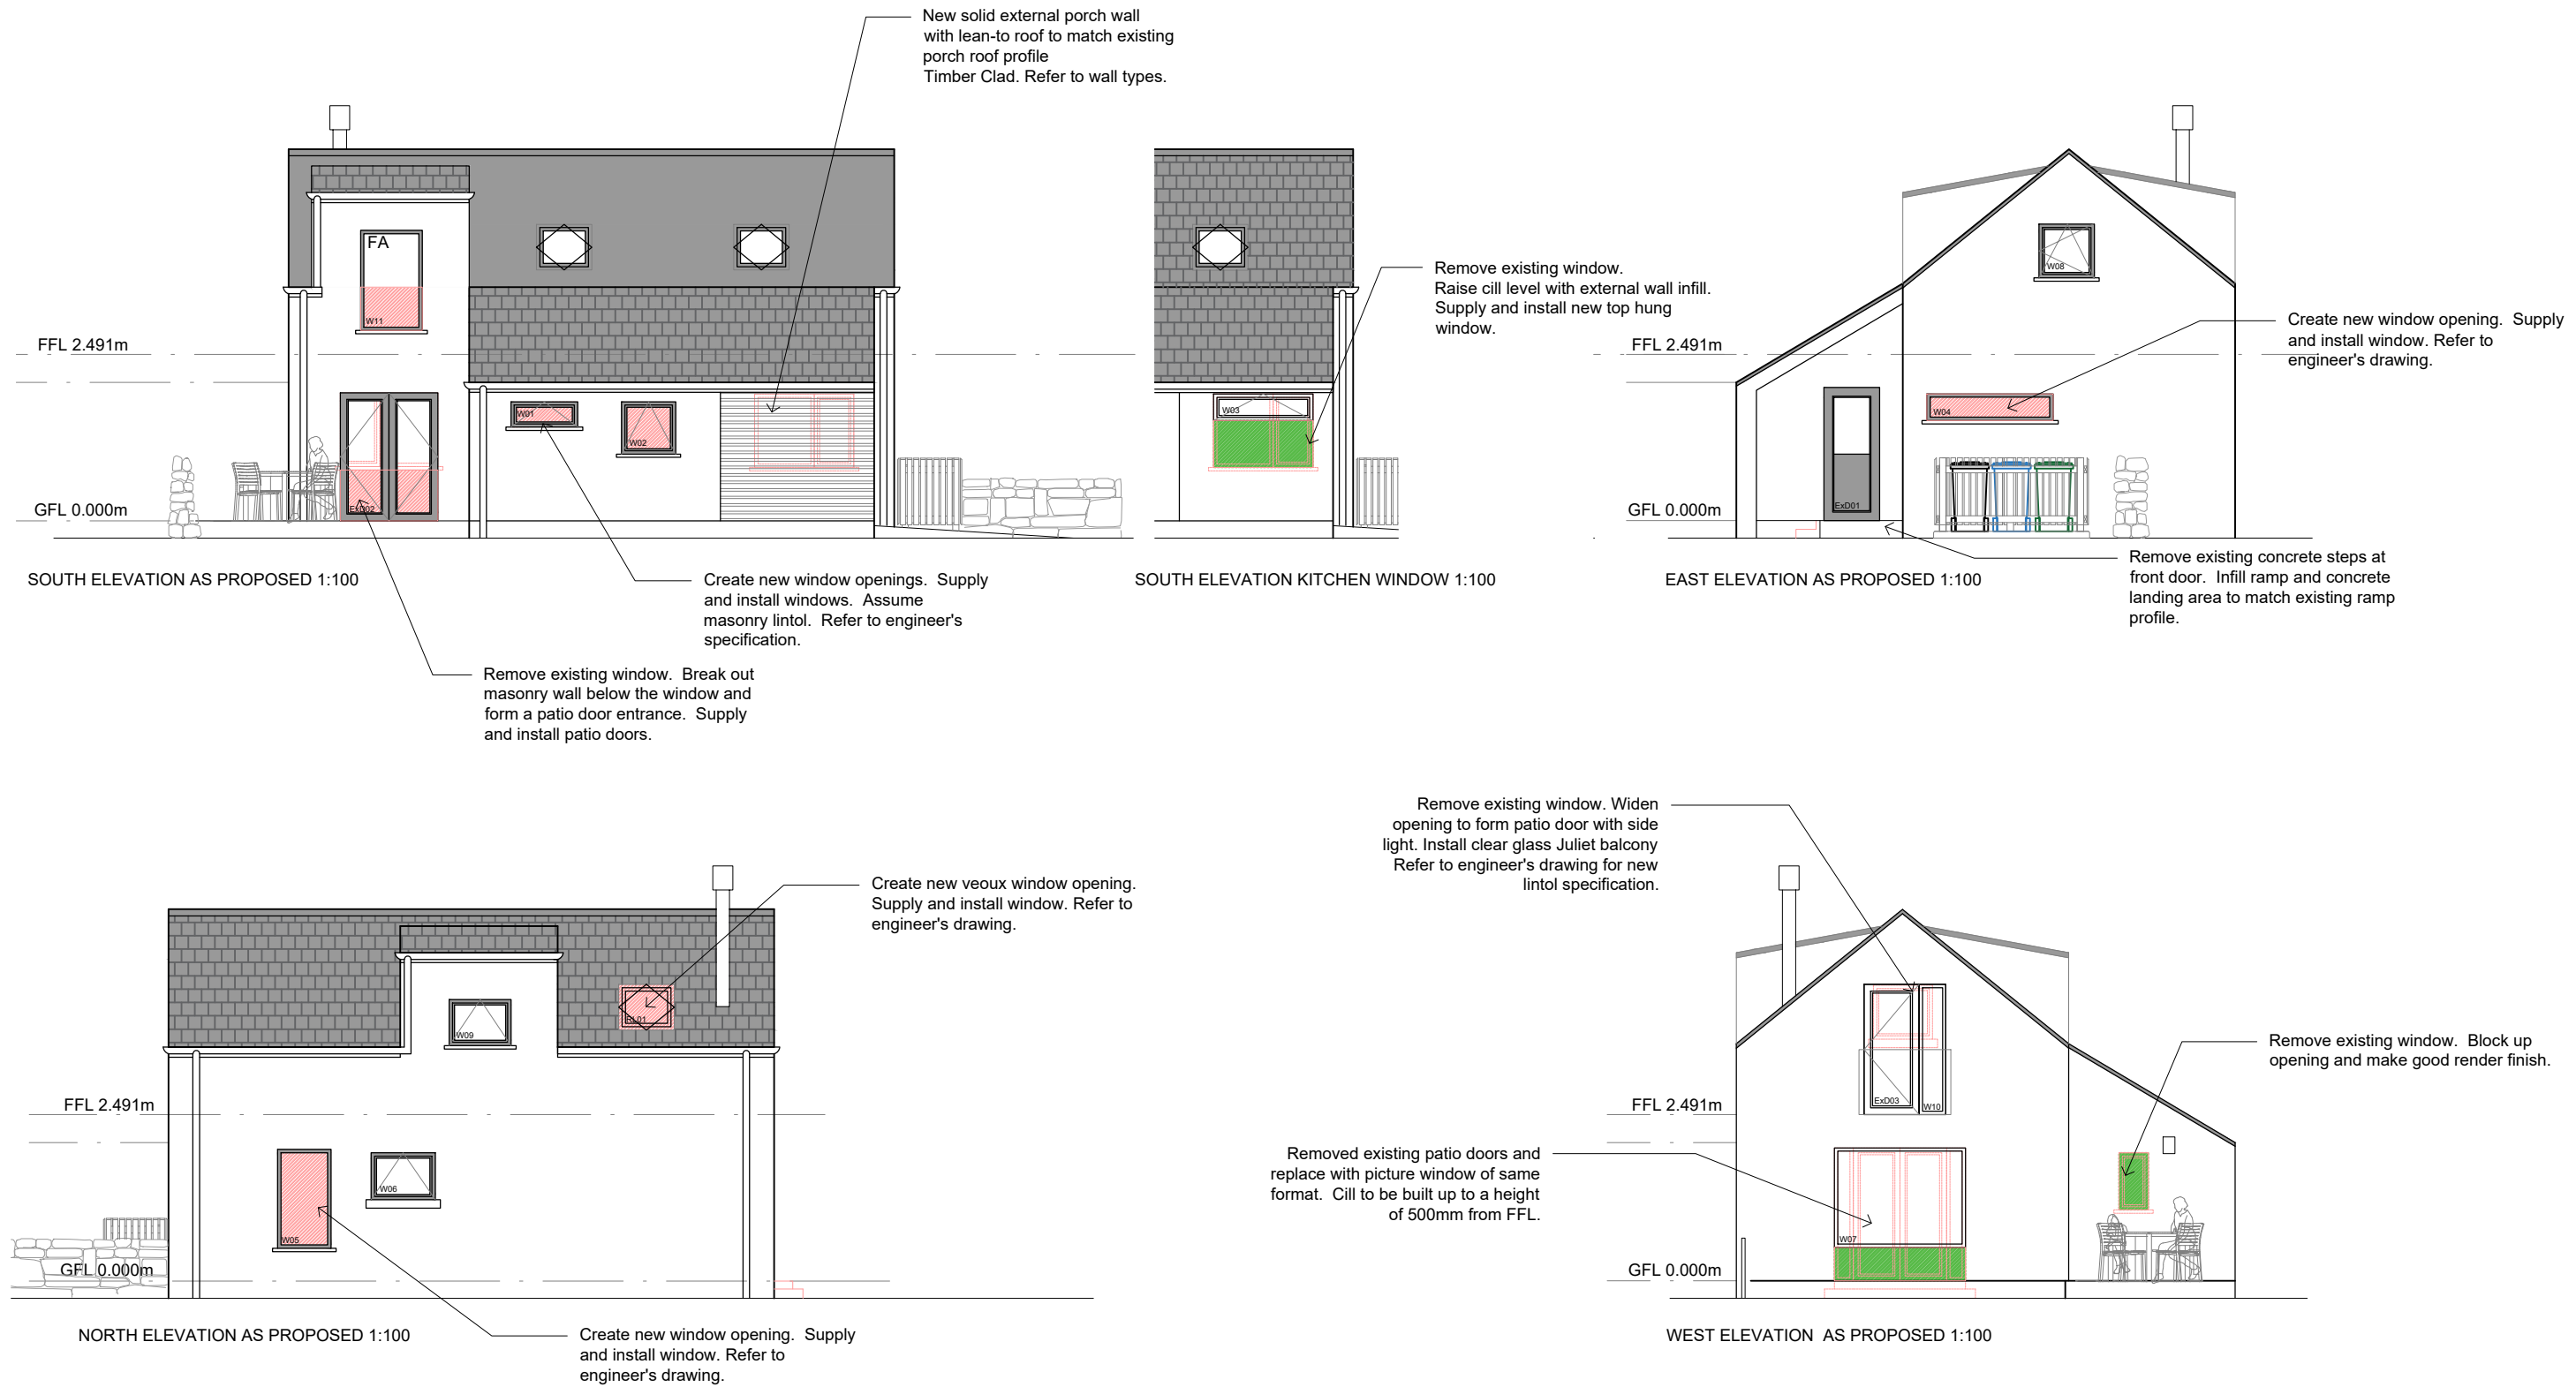 New solid external porch wall
with lean-to roof to match existing
porch roof profile
Timber Clad. Refer to wall types.
FA
W11
FFL 2.491m
W01
W02
ExD02
GFL 0.000m
SOUTH ELEVATION AS PROPOSED 1:100
Create new window openings. Supply
and install windows. Assume
masonry lintol. Refer to engineer's
specification.
Remove existing window. Break out
masonry wall below the window and
form a patio door entrance. Supply
and install patio doors.
Remove existing window.
Raise cill level with external wall infill.
Supply and install new top hung
window.
W03
SOUTH ELEVATION KITCHEN WINDOW 1:100
W08
Create new window opening. Supply
and install window. Refer to
engineer's drawing.
FFL 2.491m
W04
ExD01
GFL 0.000m
Remove existing concrete steps at
front door. Infill ramp and concrete
landing area to match existing ramp
profile.
EAST ELEVATION AS PROPOSED 1:100
Create new veoux window opening.
Supply and install window. Refer to
engineer's drawing.
RL01
W09
FFL 2.491m
W06
W05
GFL 0.000m
NORTH ELEVATION AS PROPOSED 1:100
Create new window opening. Supply
and install window. Refer to
engineer's drawing.
Remove existing window. Widen
opening to form patio door with side
light. Install clear glass Juliet balcony
Refer to engineer's drawing for new
lintol specification.
Remove existing window. Block up
opening and make good render finish.
ExD03
W10
FFL 2.491m
Removed existing patio doors and
replace with picture window of same
format. Cill to be built up to a height
of 500mm from FFL.
W07
GFL 0.000m
WEST ELEVATION AS PROPOSED 1:100